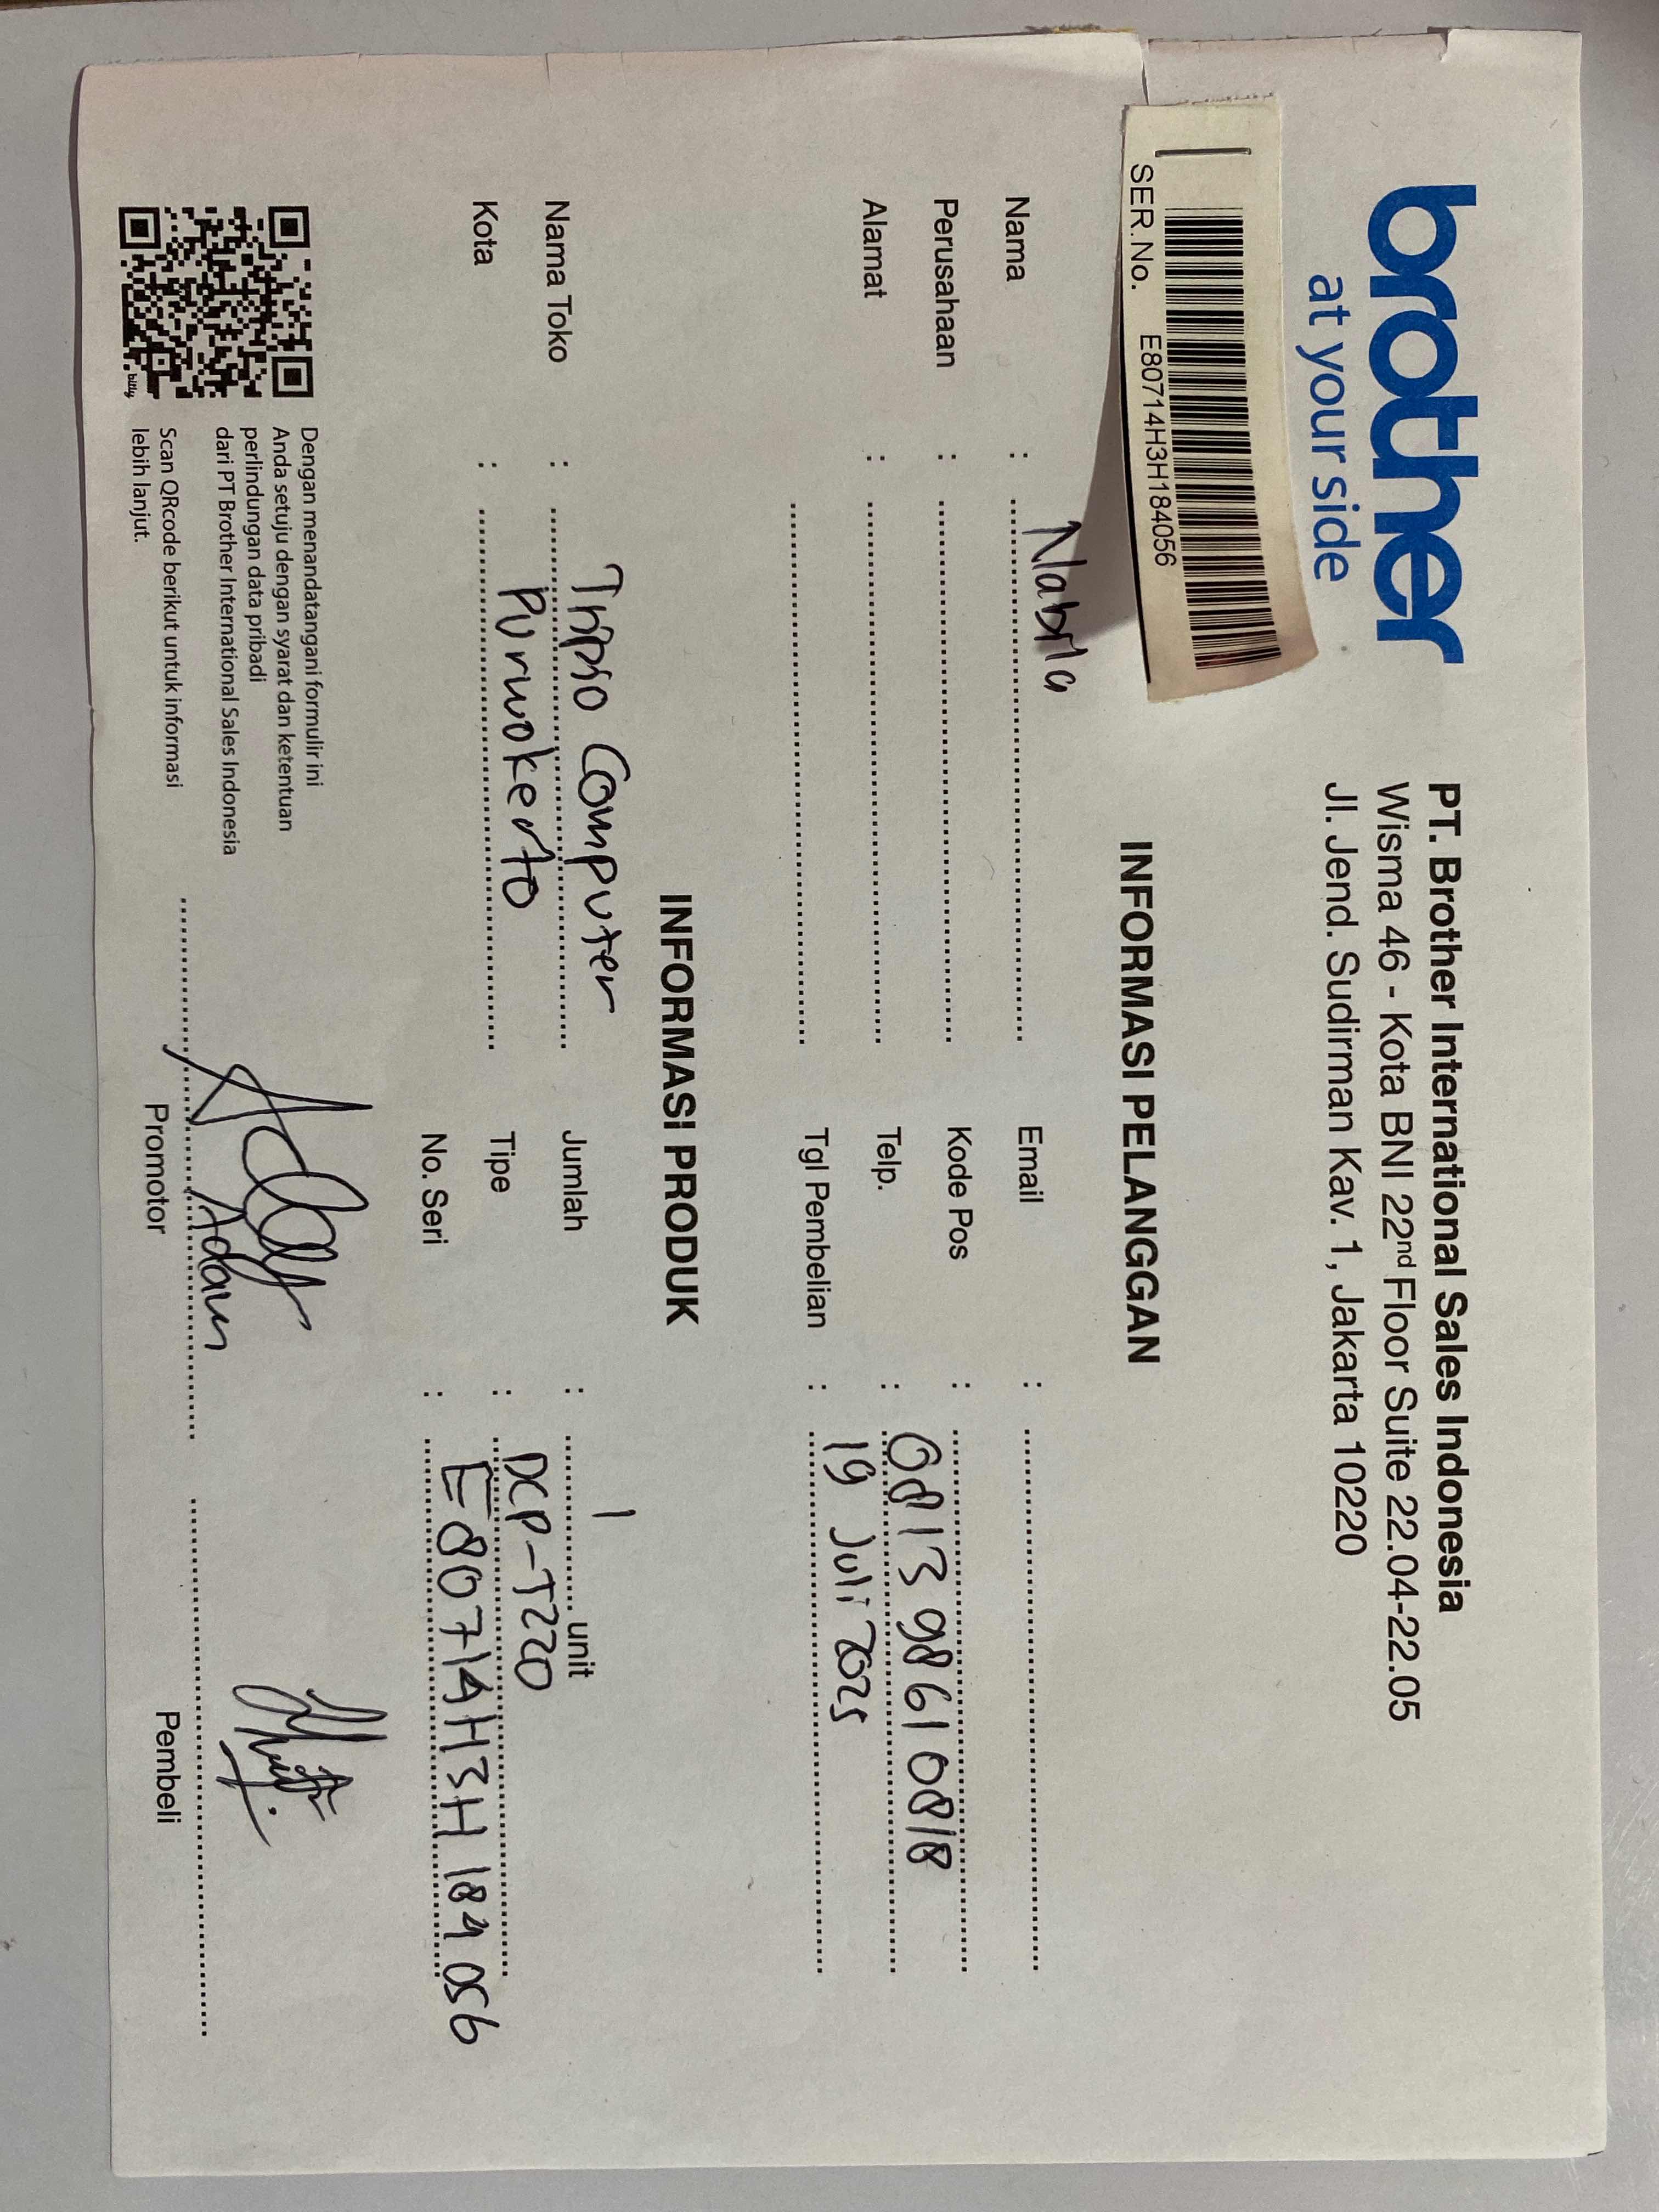 brother
at your side
PT. Brother International Sales Indonesia
Wisma 46 - Kota BNI 22nd Floor Suite 22.04-22.05
Jl. Jend. Sudirman Kav. 1, Jakarta 10220
SER.No. E80714H3H184056
INFORMASI PELANGGAN
Nama : Nabila
Perusahaan :
Alamat :
Email :
Kode Pos :
Telp. : 081398610818
Tgl Pembelian : 19 Juli 2025
INFORMASI PRODUK
Nama Toko : Computer
Kota : Purwokerto
Jumlah : 1 unit
Tipe : DCP-T220
No. Seri : E80714H3H184056
bitly
Dengan menandatangani formulir ini
Anda setuju dengan syarat dan ketentuan
perlindungan data pribadi
dari PT Brother International Sales Indonesia
Scan QRcode berikut untuk informasi
lebih lanjut.
Adam
Promotor
Pembeli